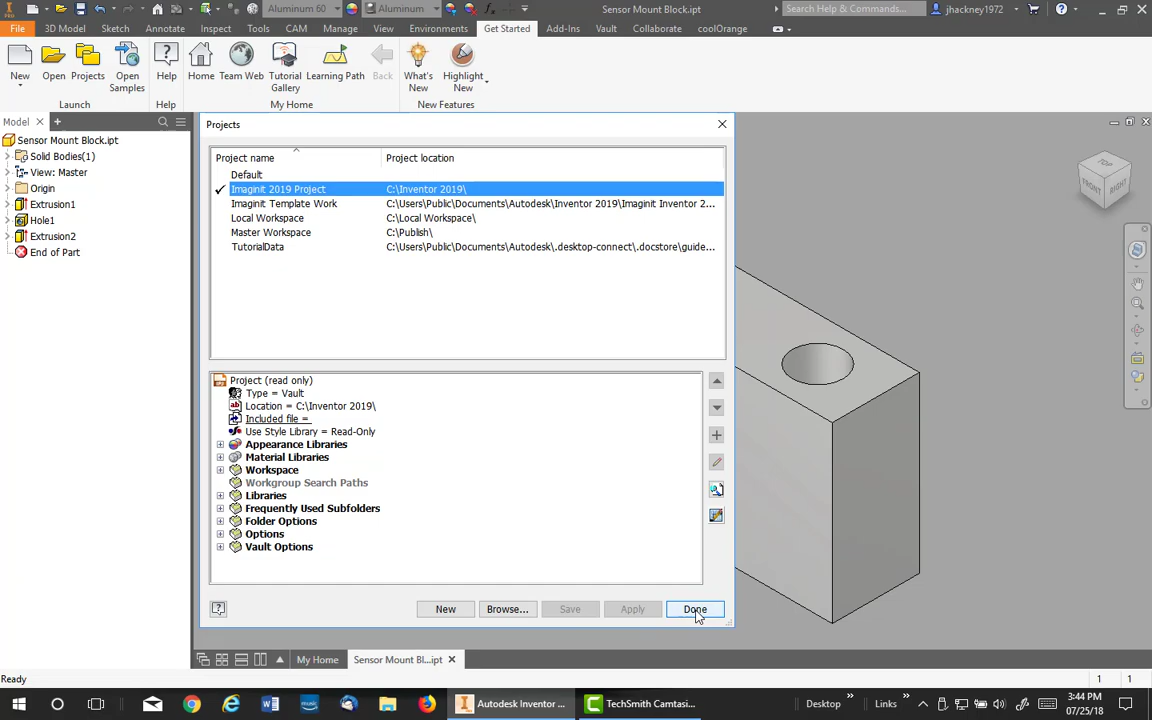 PRO
Aluminum 60
Aluminum
Sensor Mount Block.ipt
Search Help & Commands...
jhackney1972
File
3D Model
Sketch
Annotate
Inspect
Tools
CAM
Manage
View
Environments
Get Started
Add-Ins
Vault
Collaborate
coolOrange
New
Open
Projects
Open Samples
Help
Home
Team Web
Tutorial Gallery
Learning Path
Back
What's New
Highlight New
Launch
Help
My Home
New Features
Model
Sensor Mount Block.ipt
Solid Bodies(1)
View: Master
Origin
Extrusion1
Hole1
Extrusion2
End of Part
Projects
Project name
Project location
Default
Imaginit 2019 Project
C:\Inventor 2019\
Imaginit Template Work
C:\Users\Public\Documents\Autodesk\Inventor 2019\Imaginit Inventor 2...
Local Workspace
C:\Local Workspace\
Master Workspace
C:\Publish\
TutorialData
C:\Users\Public\Documents\Autodesk\.desktop-connect\.docstore\guide...
Project (read only)
Type = Vault
Location = C:\Inventor 2019\
Included file =
Use Style Library = Read-Only
Appearance Libraries
Material Libraries
Workspace
Workgroup Search Paths
Libraries
Frequently Used Subfolders
Folder Options
Options
Vault Options
New
Browse...
Save
Apply
Done
TOP
FRONT
RIGHT
My Home
Sensor Mount Bl...ipt
Ready
1
1
Autodesk Inventor ...
TechSmith Camtasi...
Desktop
Links
3:44 PM
07/25/18